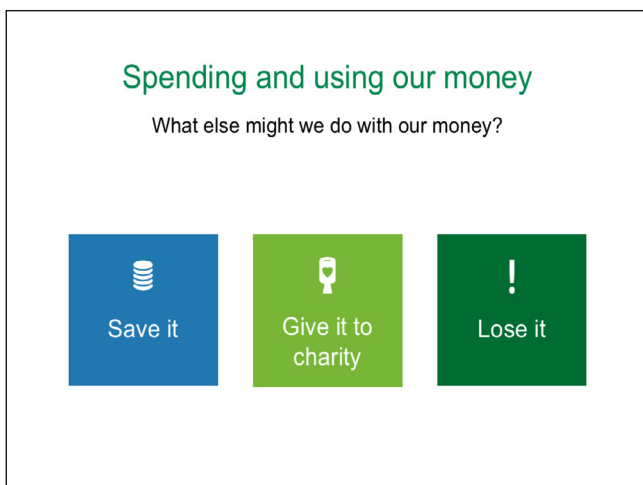 Spending and using our money
What else might we do with our money?
Save it
Give it to
charity
Lose it